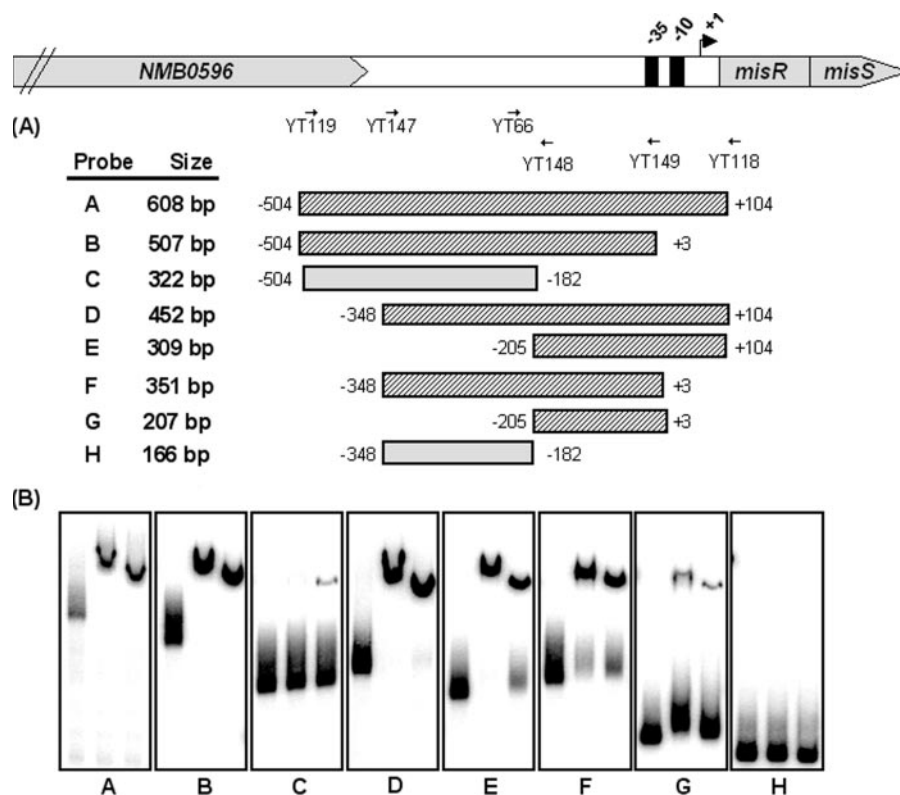 -35 -10 +1
NMB0596 misR misS
(A)
YT119 YT147 YT66
YT148 YT149 YT118
Probe Size
A 608 bp -504 +104
B 507 bp -504 +3
C 322 bp -504 -182
D 452 bp -348 +104
E 309 bp -205 +104
F 351 bp -348 +3
G 207 bp -205 +3
H 166 bp -348 -182
(B)
A B C D E F G H